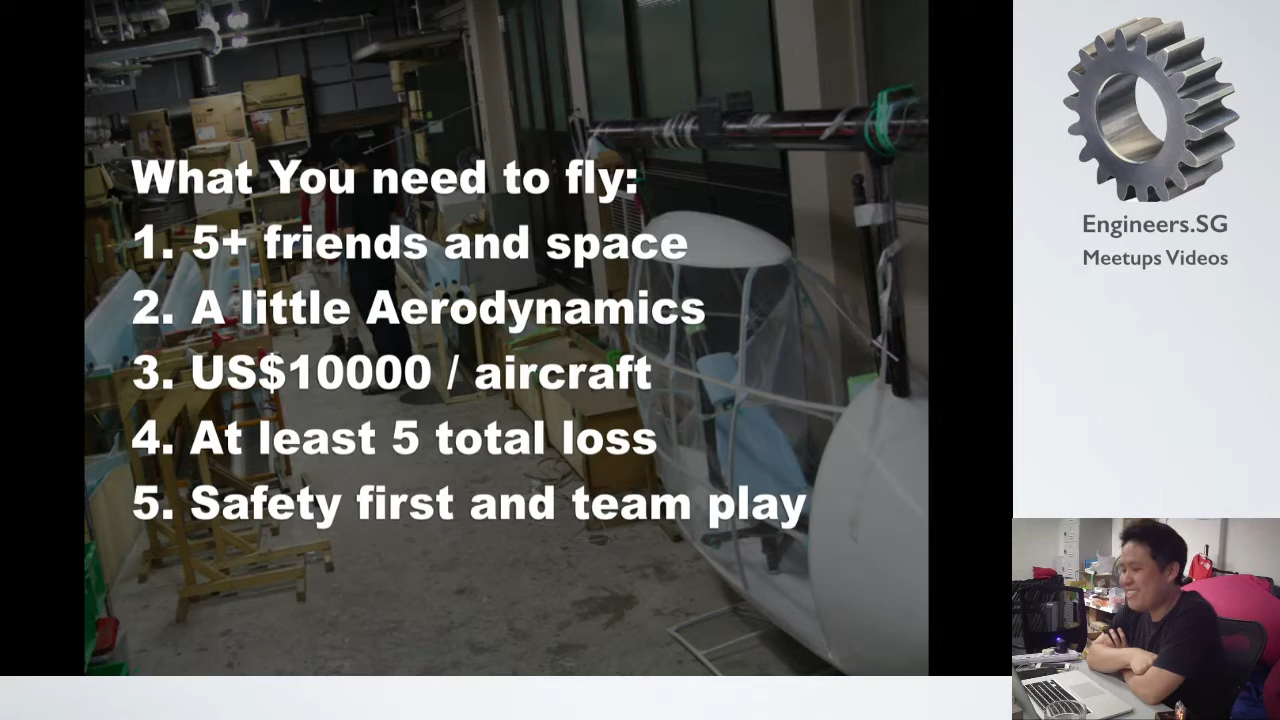 What You need to fly:
1. 5+ friends and space
2. A little Aerodynamics
3. US$10000 / aircraft
4. At least 5 total loss
5. Safety first and team play
Engineers.SG
Meetups Videos